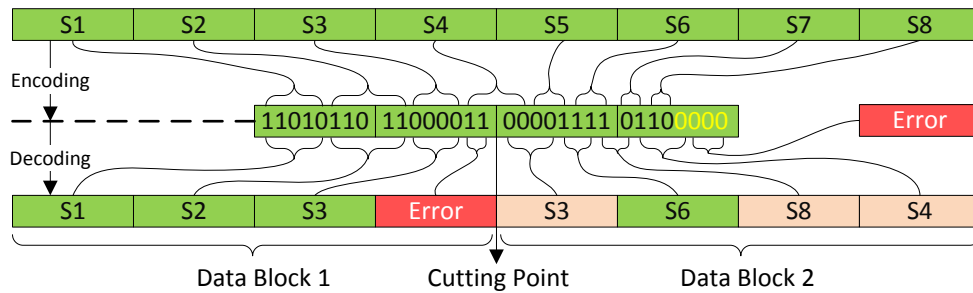 S1 S2 S3 S4 S5 S6 S7 S8
Encoding
11010110 11000011 00001111 01100000 Error
Decoding
S1 S2 S3 Error S3 S6 S8 S4
Data Block 1 Cutting Point Data Block 2